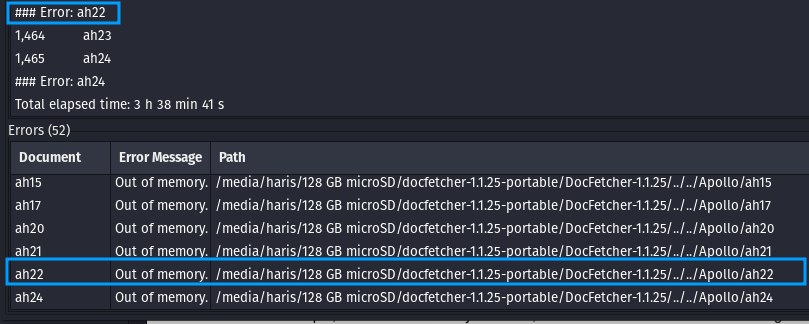 ### Error: ah22
1,464 ah23
1,465 ah24
### Error: ah24
Total elapsed time: 3 h 38 min 41 s
Errors (52)
Document Error Message Path
ah15 Out of memory. /media/haris/128 GB microSD/docfetcher-1.1.25-portable/DocFetcher-1.1.25/../../Apollo/ah15
ah17 Out of memory. /media/haris/128 GB microSD/docfetcher-1.1.25-portable/DocFetcher-1.1.25/../../Apollo/ah17
ah20 Out of memory. /media/haris/128 GB microSD/docfetcher-1.1.25-portable/DocFetcher-1.1.25/../../Apollo/ah20
ah21 Out of memory. /media/haris/128 GB microSD/docfetcher-1.1.25-portable/DocFetcher-1.1.25/../../Apollo/ah21
ah22 Out of memory. /media/haris/128 GB microSD/docfetcher-1.1.25-portable/DocFetcher-1.1.25/../../Apollo/ah22
ah24 Out of memory. /media/haris/128 GB microSD/docfetcher-1.1.25-portable/DocFetcher-1.1.25/../../Apollo/ah24